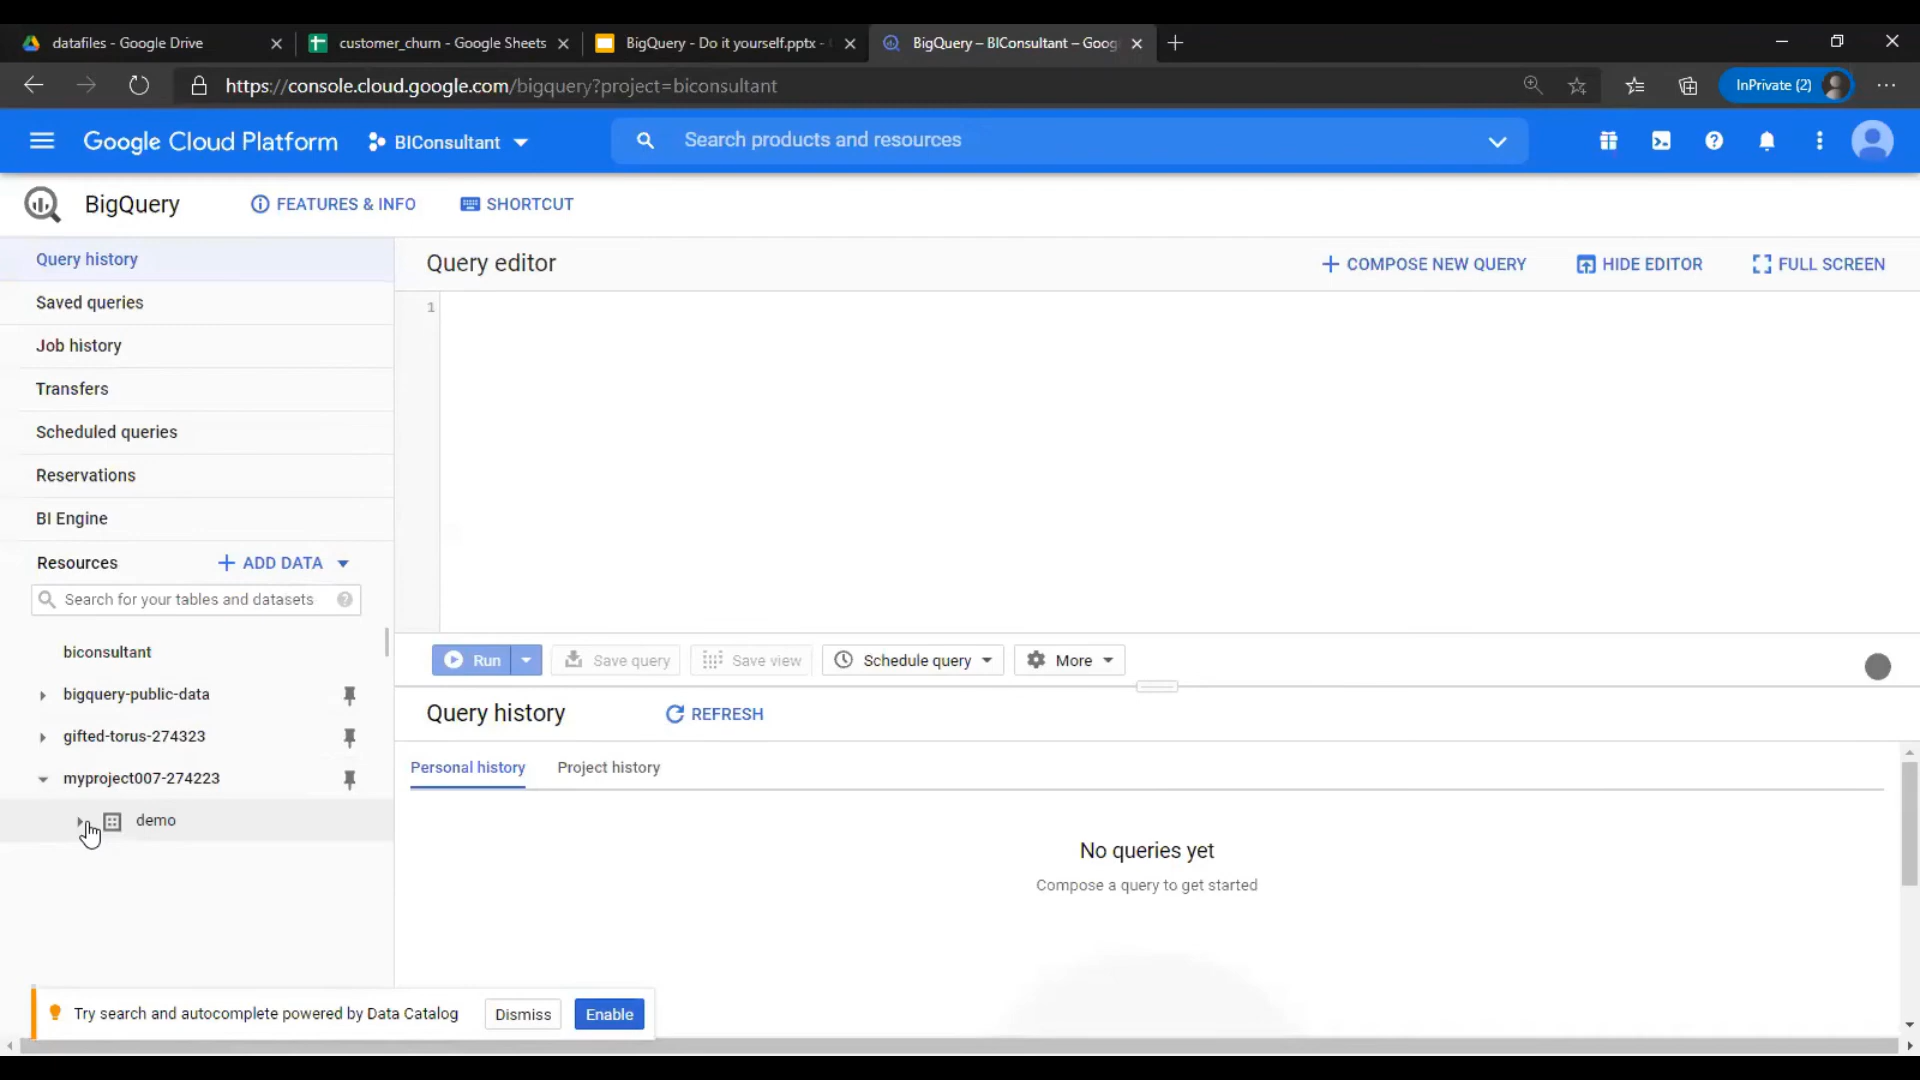 datafiles - Google Drive
customer_churn - Google Sheets
BigQuery - Do it yourself.pptx -
BigQuery – BIConsultant – Goog
https://console.cloud.google.com/bigquery?project=biconsultant
InPrivate (2)
Google Cloud Platform
BIConsultant
Search products and resources
BigQuery
FEATURES & INFO
SHORTCUT
Query history
Saved queries
Job history
Transfers
Scheduled queries
Reservations
BI Engine
Resources
ADD DATA
Search for your tables and datasets
biconsultant
bigquery-public-data
gifted-torus-274323
myproject007-274223
demo
Query editor
COMPOSE NEW QUERY
HIDE EDITOR
FULL SCREEN
1
Run
Save query
Save view
Schedule query
More
Query history
REFRESH
Personal history
Project history
No queries yet
Compose a query to get started
Try search and autocomplete powered by Data Catalog
Dismiss
Enable